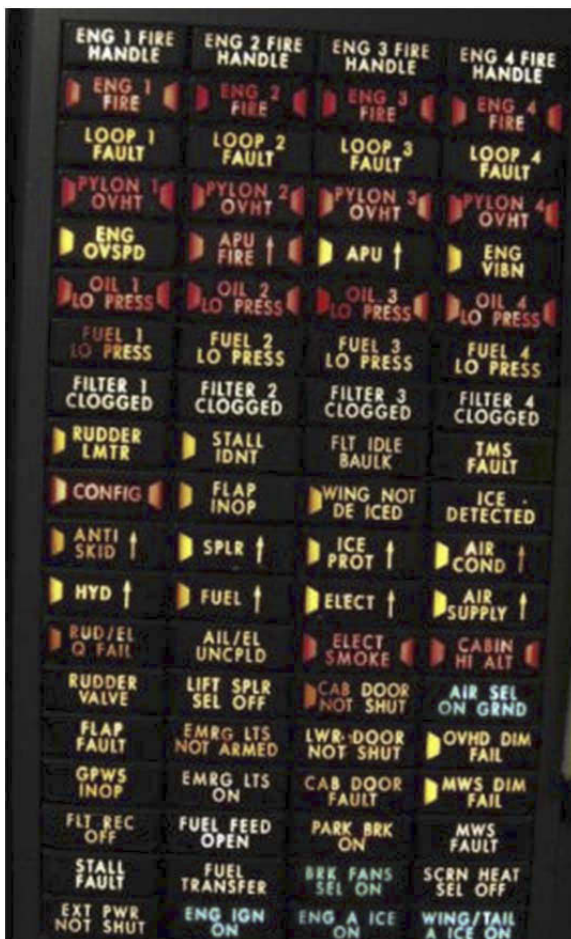 ENG 1 FIRE HANDLE
ENG 2 FIRE HANDLE
ENG 3 FIRE HANDLE
ENG 4 FIRE HANDLE
ENG 1 FIRE
ENG 2 FIRE
ENG 3 FIRE
ENG 4 FIRE
LOOP 1 FAULT
LOOP 2 FAULT
LOOP 3 FAULT
LOOP 4 FAULT
PYLON 1 OVHT
PYLON 2 OVHT
PYLON 3 OVHT
PYLON 4 OVHT
ENG OVSPD
APU FIRE ↑
APU ↑
ENG VIBN
OIL 1 LO PRESS
OIL 2 LO PRESS
OIL 3 LO PRESS
OIL 4 LO PRESS
FUEL 1 LO PRESS
FUEL 2 LO PRESS
FUEL 3 LO PRESS
FUEL 4 LO PRESS
FILTER 1 CLOGGED
FILTER 2 CLOGGED
FILTER 3 CLOGGED
FILTER 4 CLOGGED
RUDDER LMTR
STALL IDNT
FLT IDLE BAULK
TMS FAULT
CONFIG
FLAP INOP
WING NOT DE ICED
ICE DETECTED
ANTI SKID ↑
SPLR ↑
ICE PROT ↑
AIR COND ↑
HYD ↑
FUEL ↑
ELECT ↑
AIR SUPPLY ↑
RUD/EL Q FAIL
AIL/EL UNCPLD
ELECT SMOKE
CABIN HI ALT
RUDDER VALVE
LIFT SPLR SEL OFF
CAB DOOR NOT SHUT
AIR SEL ON GRND
FLAP FAULT
EMRG LTS NOT ARMED
LWR DOOR NOT SHUT
OVHD DIM FAIL
GPWS INOP
EMRG LTS ON
CAB DOOR FAULT
MWS DIM FAIL
FLT REC OFF
FUEL FEED OPEN
PARK BRK ON
MWS FAULT
STALL FAULT
FUEL TRANSFER
BRK FANS SEL ON
SCRN HEAT SEL OFF
EXT PWR NOT SHUT
ENG IGN ON
ENG A ICE ON
WING/TAIL A ICE ON